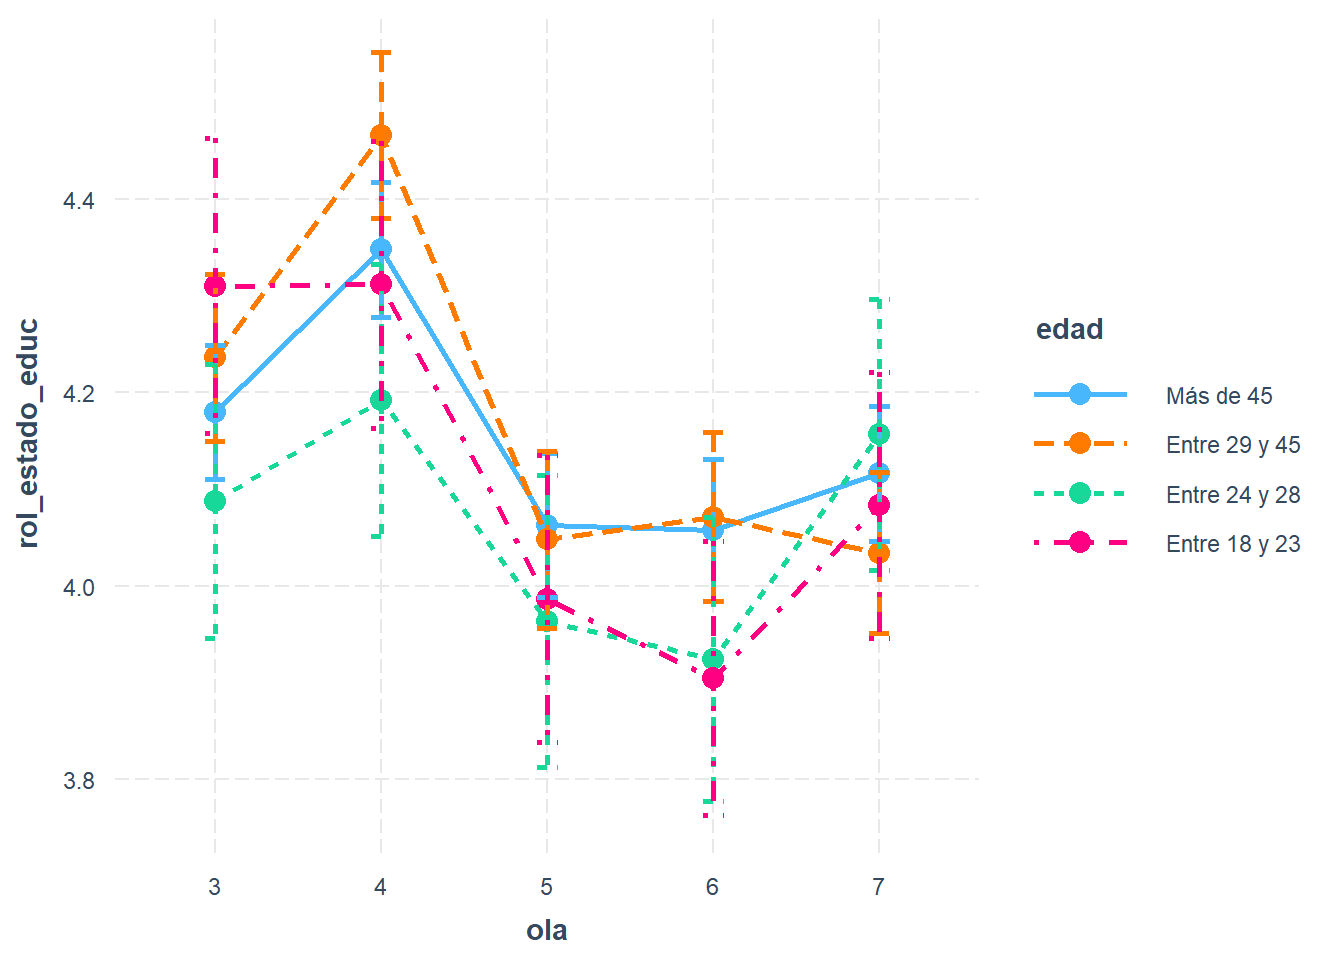 rol_estado_educ
4.4
4.2
4.0
3.8
3
4
5
6
7
ola
edad
Más de 45
Entre 29 y 45
Entre 24 y 28
Entre 18 y 23